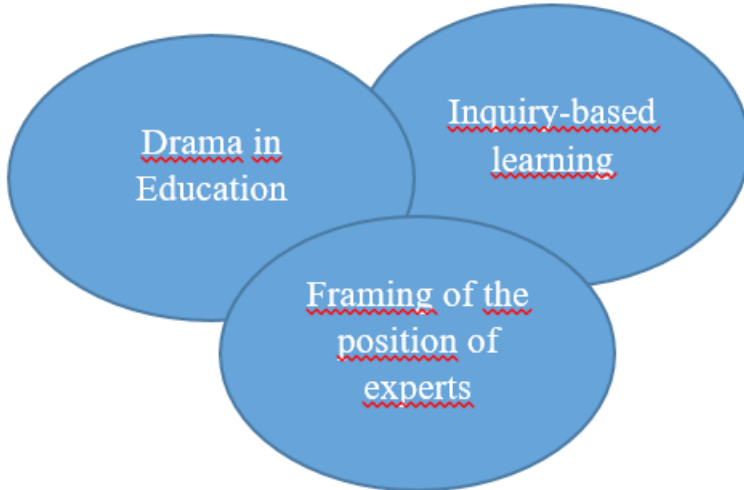 Drama in
Education
Inquiry-based
learning
Framing of the
position of
experts